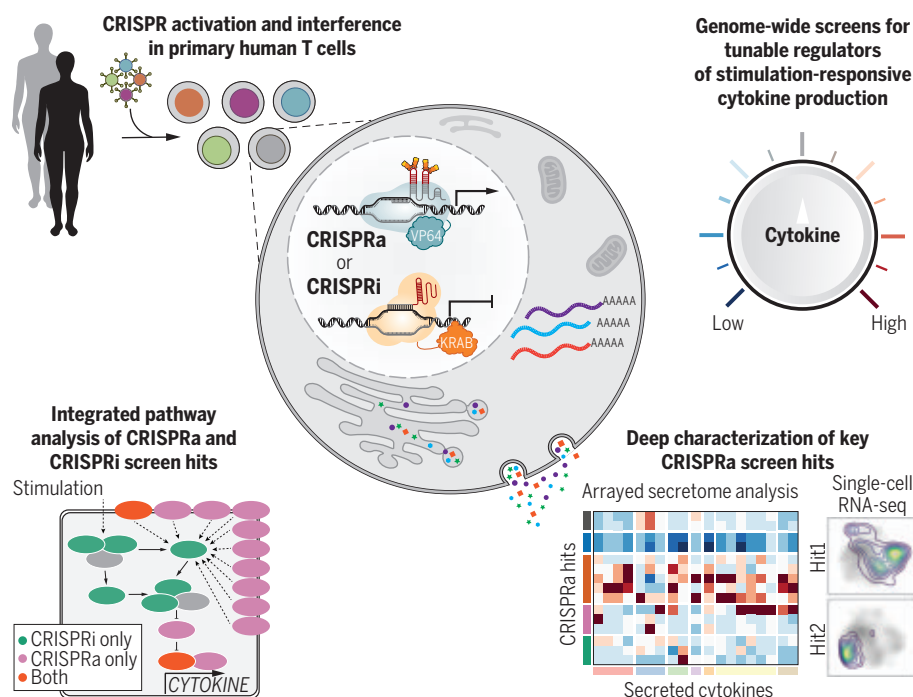 CRISPR activation and interference
in primary human T cells
Genome-wide screens for
tunable regulators
of stimulation-responsive
cytokine production
VP64
CRISPRa
or
CRISPRi
KRAB
AAAAA
AAAAA
AAAAA
Cytokine
Low
High
Integrated pathway
analysis of CRISPRa and
CRISPRi screen hits
Stimulation
CRISPRi only
CRISPRa only
Both
CYTOKINE
Deep characterization of key
CRISPRa screen hits
Arrayed secretome analysis
CRISPRa hits
Secreted cytokines
Single-cell
RNA-seq
Hit1
Hit2